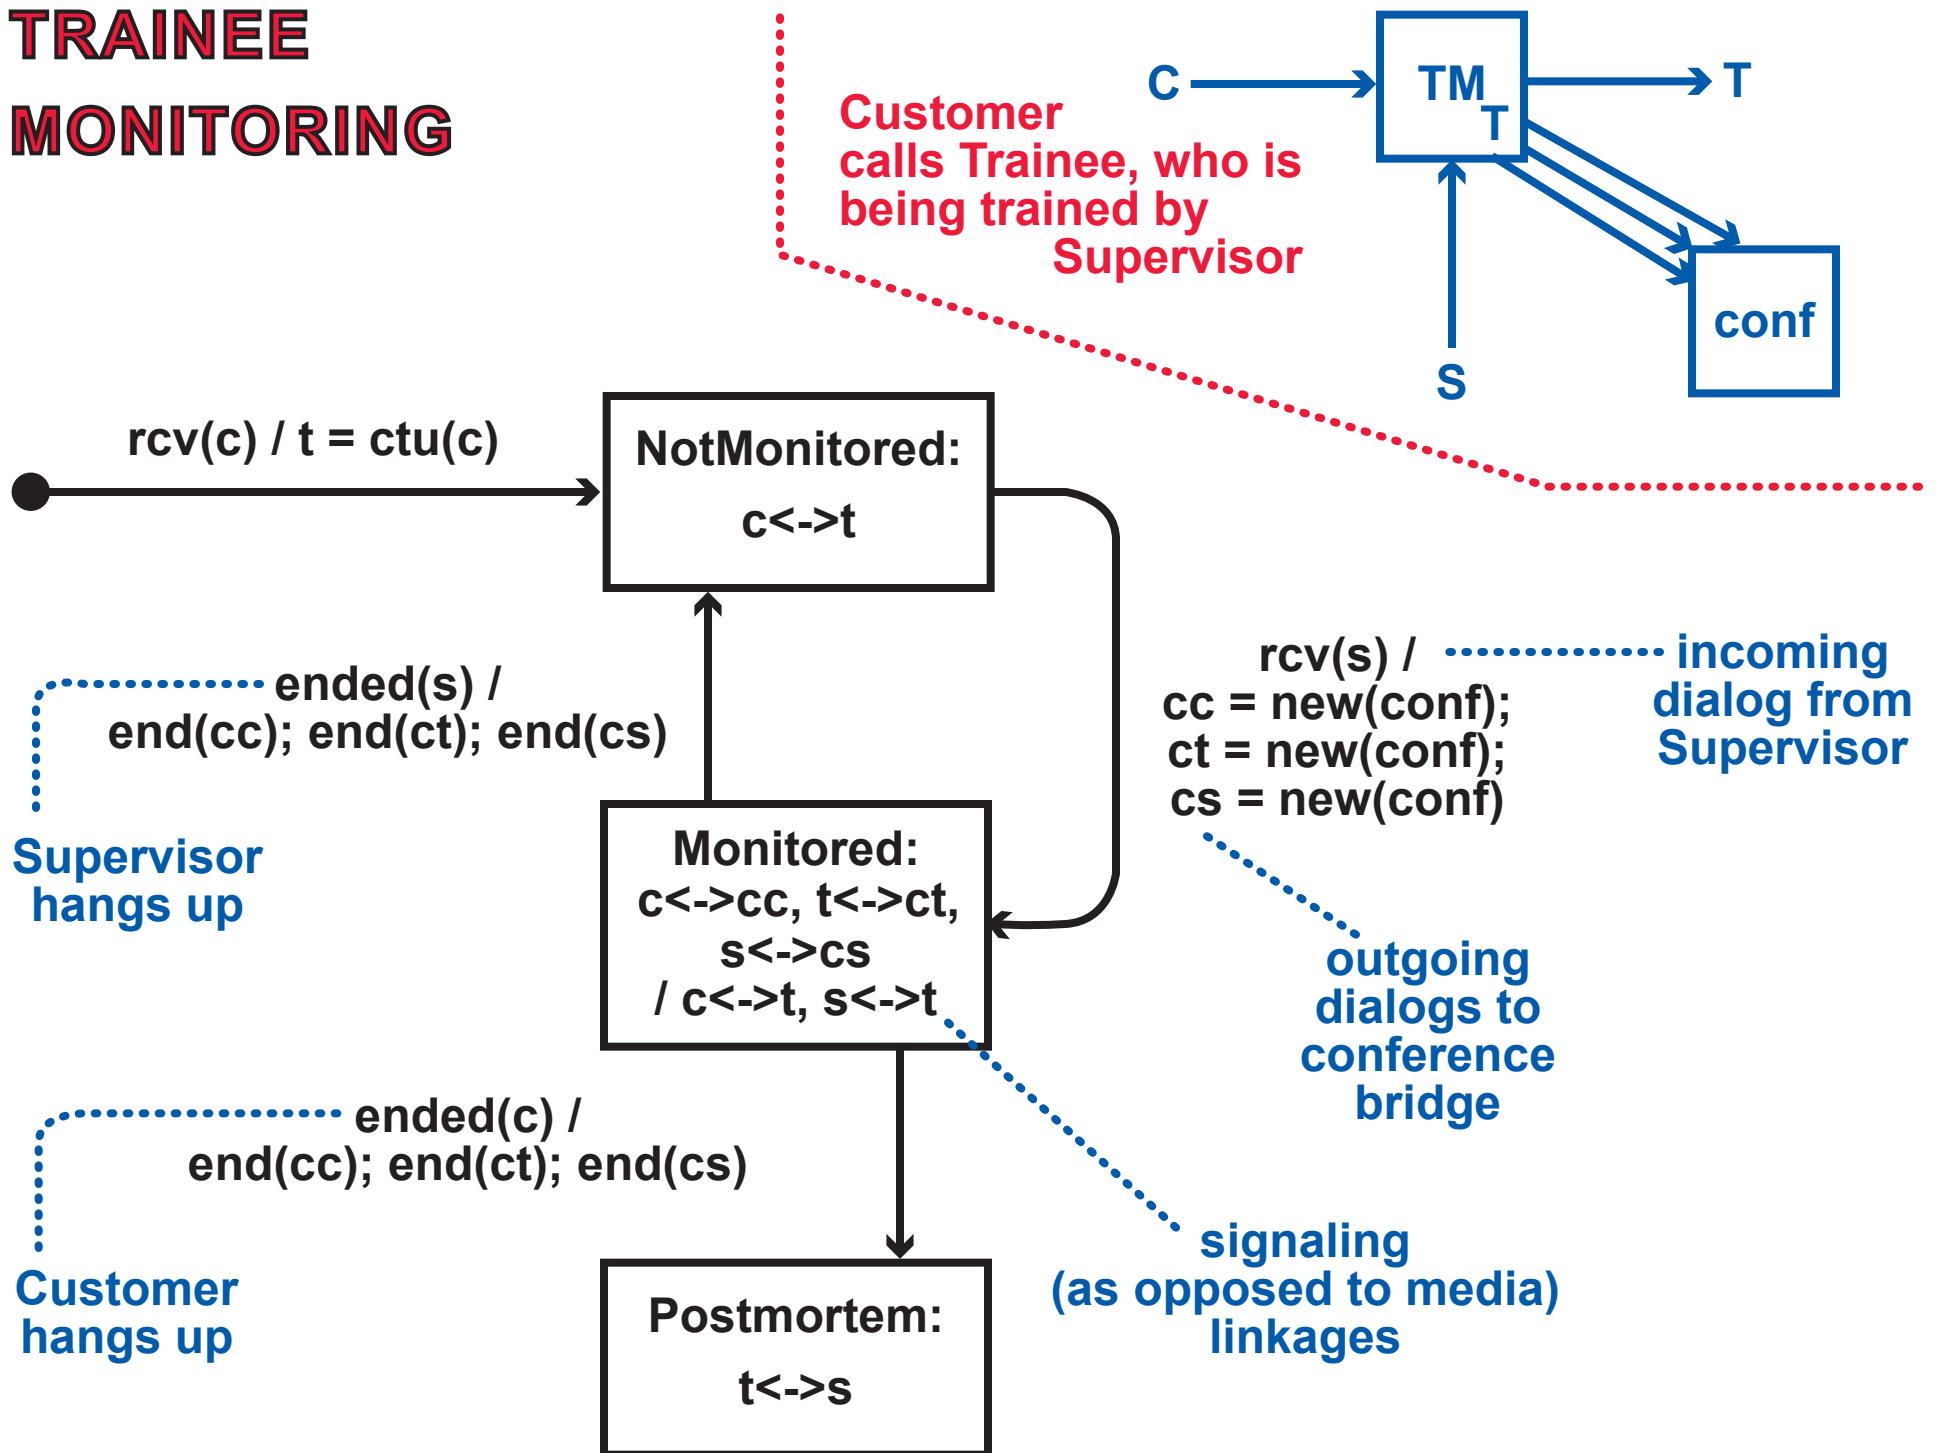 TRAINEE
MONITORING
Customer
calls Trainee, who is
being trained by
Supervisor
C
TM
T
T
conf
S
rcv(c) / t = ctu(c)
NotMonitored:
c<->t
ended(s) /
end(cc); end(ct); end(cs)
Supervisor
hangs up
rcv(s) /
cc = new(conf);
ct = new(conf);
cs = new(conf)
incoming
dialog from
Supervisor
Monitored:
c<->cc, t<->ct,
s<->cs
/ c<->t, s<->t
outgoing
dialogs to
conference
bridge
ended(c) /
end(cc); end(ct); end(cs)
Customer
hangs up
signaling
(as opposed to media)
linkages
Postmortem:
t<->s